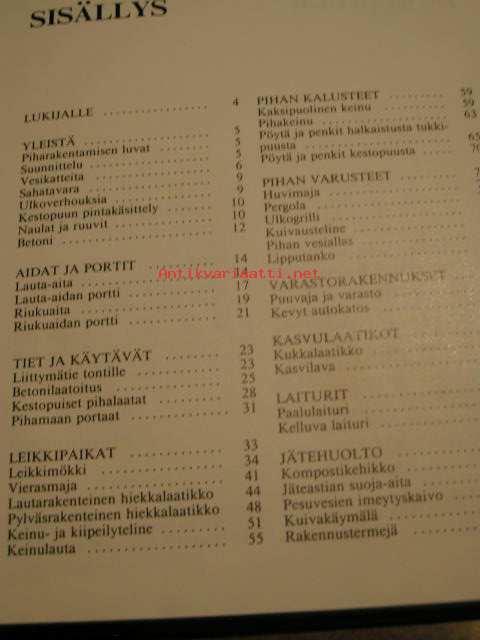 SISÄLLYS
LUKIJALLE 4
YLEISTÄ 5
Piharakentamisen luvat 5
Suunnittelu 5
Vesikatteita 9
Sahatavara 9
Ulkoverhouksia 10
Kestopuun pintakäsittely 10
Naulat ja ruuvit 12
Betoni
AIDAT JA PORTIT 14
Lauta-aita 17
Lauta-aidan portti 19
Riukuaita 21
Riukuaidan portti
TIET JA KÄYTÄVÄT 23
Liittymätie tontille 23
Betonilaatoitus 25
Kestopuiset pihalaatat 28
Pihamaan portaat 31
LEIKKIPAIKAT 33
Leikkimökki 34
Vierasmaja 41
Lautarakenteinen hiekkalaatikko 44
Pylväsrakenteinen hiekkalaatikko 48
Keinu- ja kiipeilyteline 51
Keinulauta 55
PIHAN KALUSTEET 59
Kaksipuolinen keinu 59
Pihakeinu 63
Pöytä ja penkit halkaistusta tukki-
puusta 65
Pöytä ja penkit kestopuusta
PIHAN VARUSTEET
Huvimaja
Pergola
Ulkogrilli
Kuivausteline
Pihan vesiallas
Lipputanko
VARASTORAKENNUKSET
Puuvaja ja varasto
Kevyt autokatos
KASVULAATIKOT
Kukkalaatikko
Kasvilava
LAITURIT
Paalulaituri
Kelluva laituri
JÄTEHUOLTO
Kompostikehikko
Jäteastian suoja-aita
Pesuvesien imeytyskaivo
Kuivakäymälä
Rakennustermejä
Antikvariaatti.net